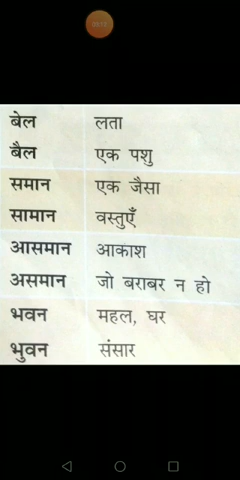 बेल लता
बैल एक पशु
समान एक जैसा
सामान वस्तुएँ
आसमान आकाश
असमान जो बराबर न हो
भवन महल, घर
भुवन संसार